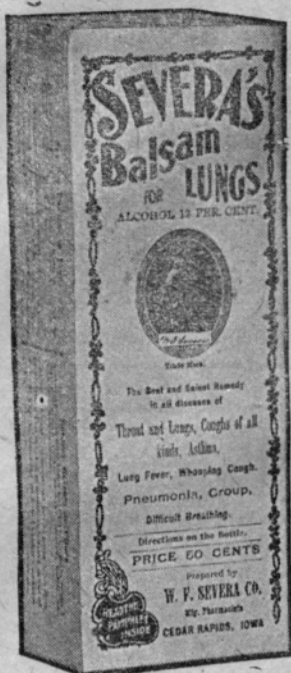 SEVERA'S
Balsam
FOR LUNGS
ALCOHOL 12 PER. CENT.
Trade Mark.
The Best and Safest Remedy
in all diseases of
Throat and Lungs, Coughs of all
kinds, Asthma,
Lung Fever, Whooping Cough.
Pneumonia, Croup,
Difficult Breathing.
Directions on the Bottle.
PRICE 50 CENTS
Prepared by
W. F. SEVERA CO.
Mfg. Pharmacists
CEDAR RAPIDS, IOWA
PAMPHLET
INSIDE